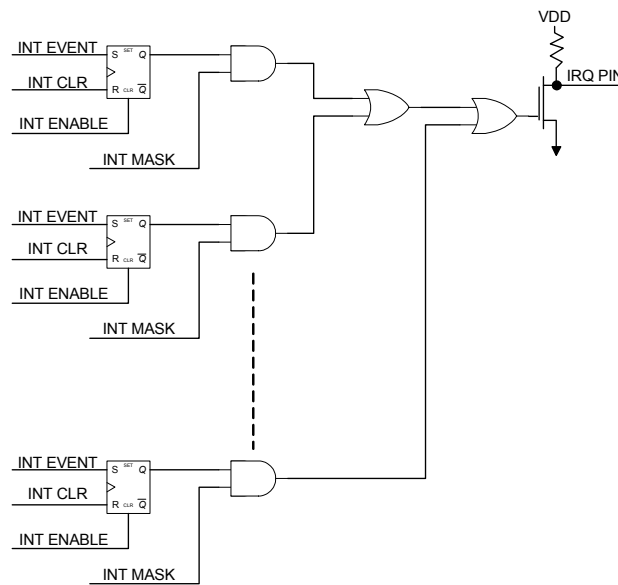 VDD
INT EVENT
S SET Q
IRQ PIN
INT CLR
R CLR Q
INT ENABLE
INT MASK
INT EVENT
S SET Q
INT CLR
R CLR Q
INT ENABLE
INT MASK
INT EVENT
S SET Q
INT CLR
R CLR Q
INT ENABLE
INT MASK